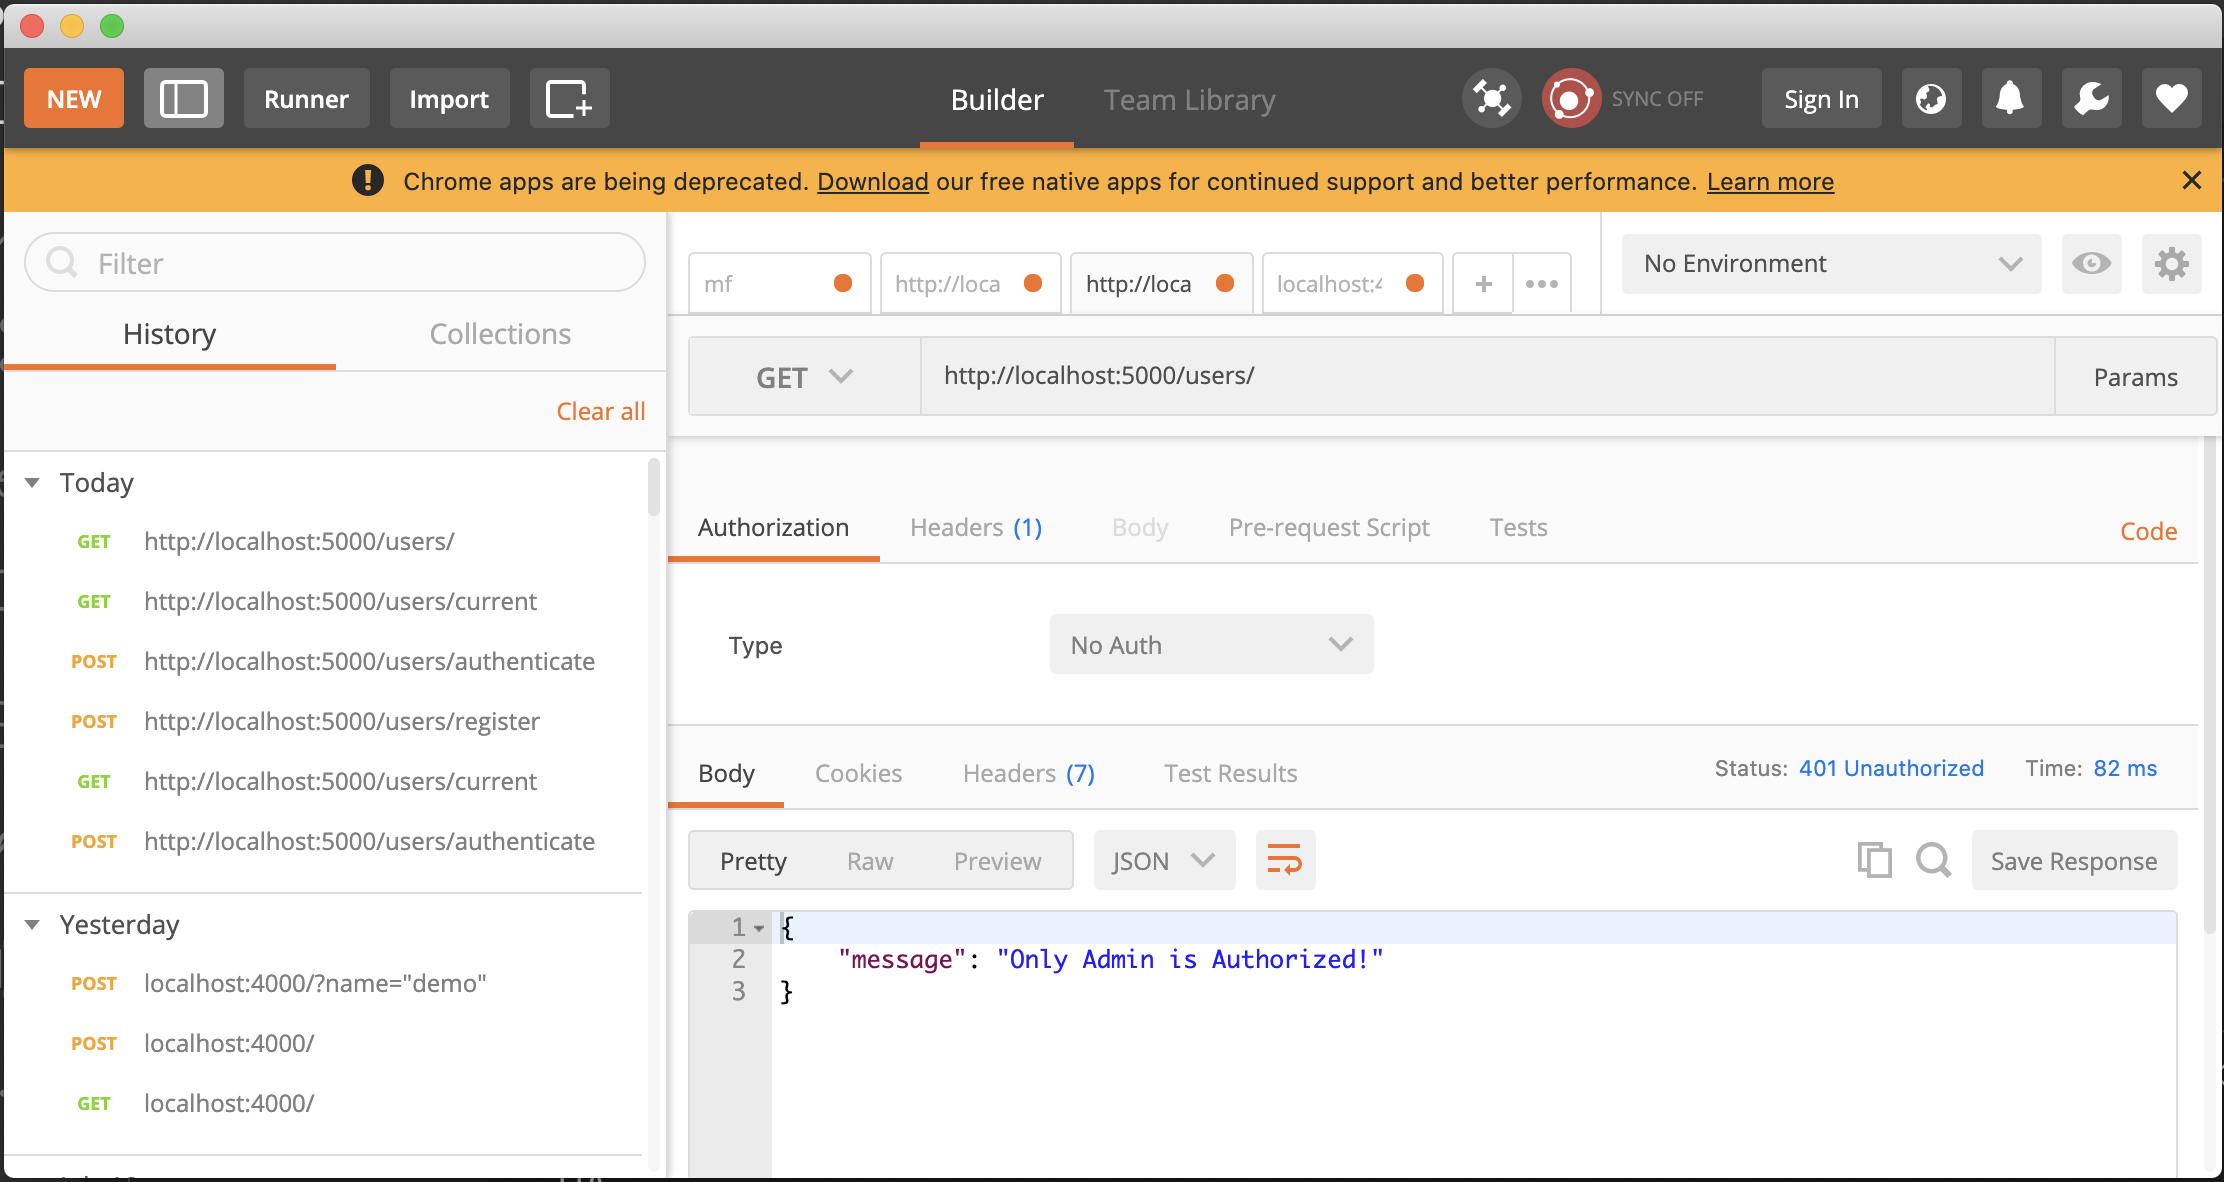 NEW
Runner
Import
Builder
Team Library
SYNC OFF
Sign In
Chrome apps are being deprecated. Download our free native apps for continued support and better performance. Learn more
Filter
History
Collections
Clear all
Today
GET http://localhost:5000/users/
GET http://localhost:5000/users/current
POST http://localhost:5000/users/authenticate
POST http://localhost:5000/users/register
GET http://localhost:5000/users/current
POST http://localhost:5000/users/authenticate
Yesterday
POST localhost:4000/?name="demo"
POST localhost:4000/
GET localhost:4000/
mf
http://loca
http://loca
localhost:4
No Environment
GET
http://localhost:5000/users/
Params
Authorization
Headers (1)
Body
Pre-request Script
Tests
Code
Type
No Auth
Body
Cookies
Headers (7)
Test Results
Status: 401 Unauthorized
Time: 82 ms
Pretty
Raw
Preview
JSON
Save Response
1 {
2 "message": "Only Admin is Authorized!"
3 }